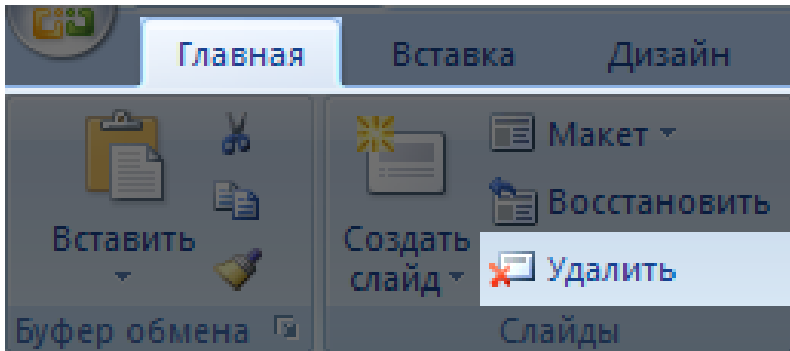 Главная Вставка Дизайн
Макет
Восстановить
Вставить
Создать слайд
Удалить
Буфер обмена Слайды